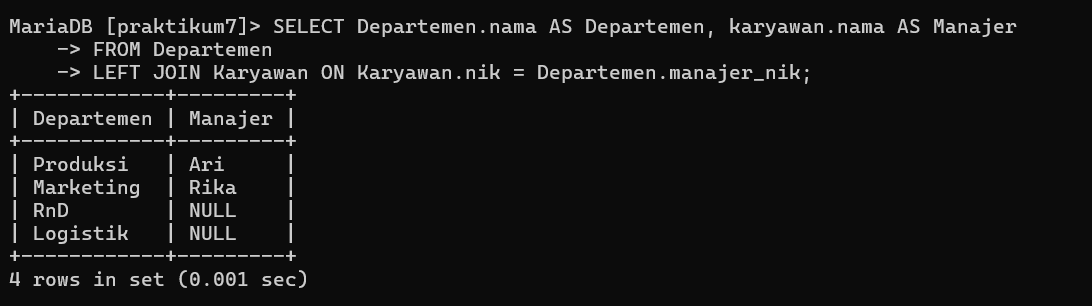 MariaDB [praktikum7]> SELECT Departemen.nama AS Departemen, karyawan.nama AS Manajer
    -> FROM Departemen
    -> LEFT JOIN Karyawan ON Karyawan.nik = Departemen.manajer_nik;
+------------+---------+
| Departemen | Manajer |
+------------+---------+
| Produksi   | Ari     |
| Marketing  | Rika    |
| RnD        | NULL    |
| Logistik   | NULL    |
+------------+---------+
4 rows in set (0.001 sec)